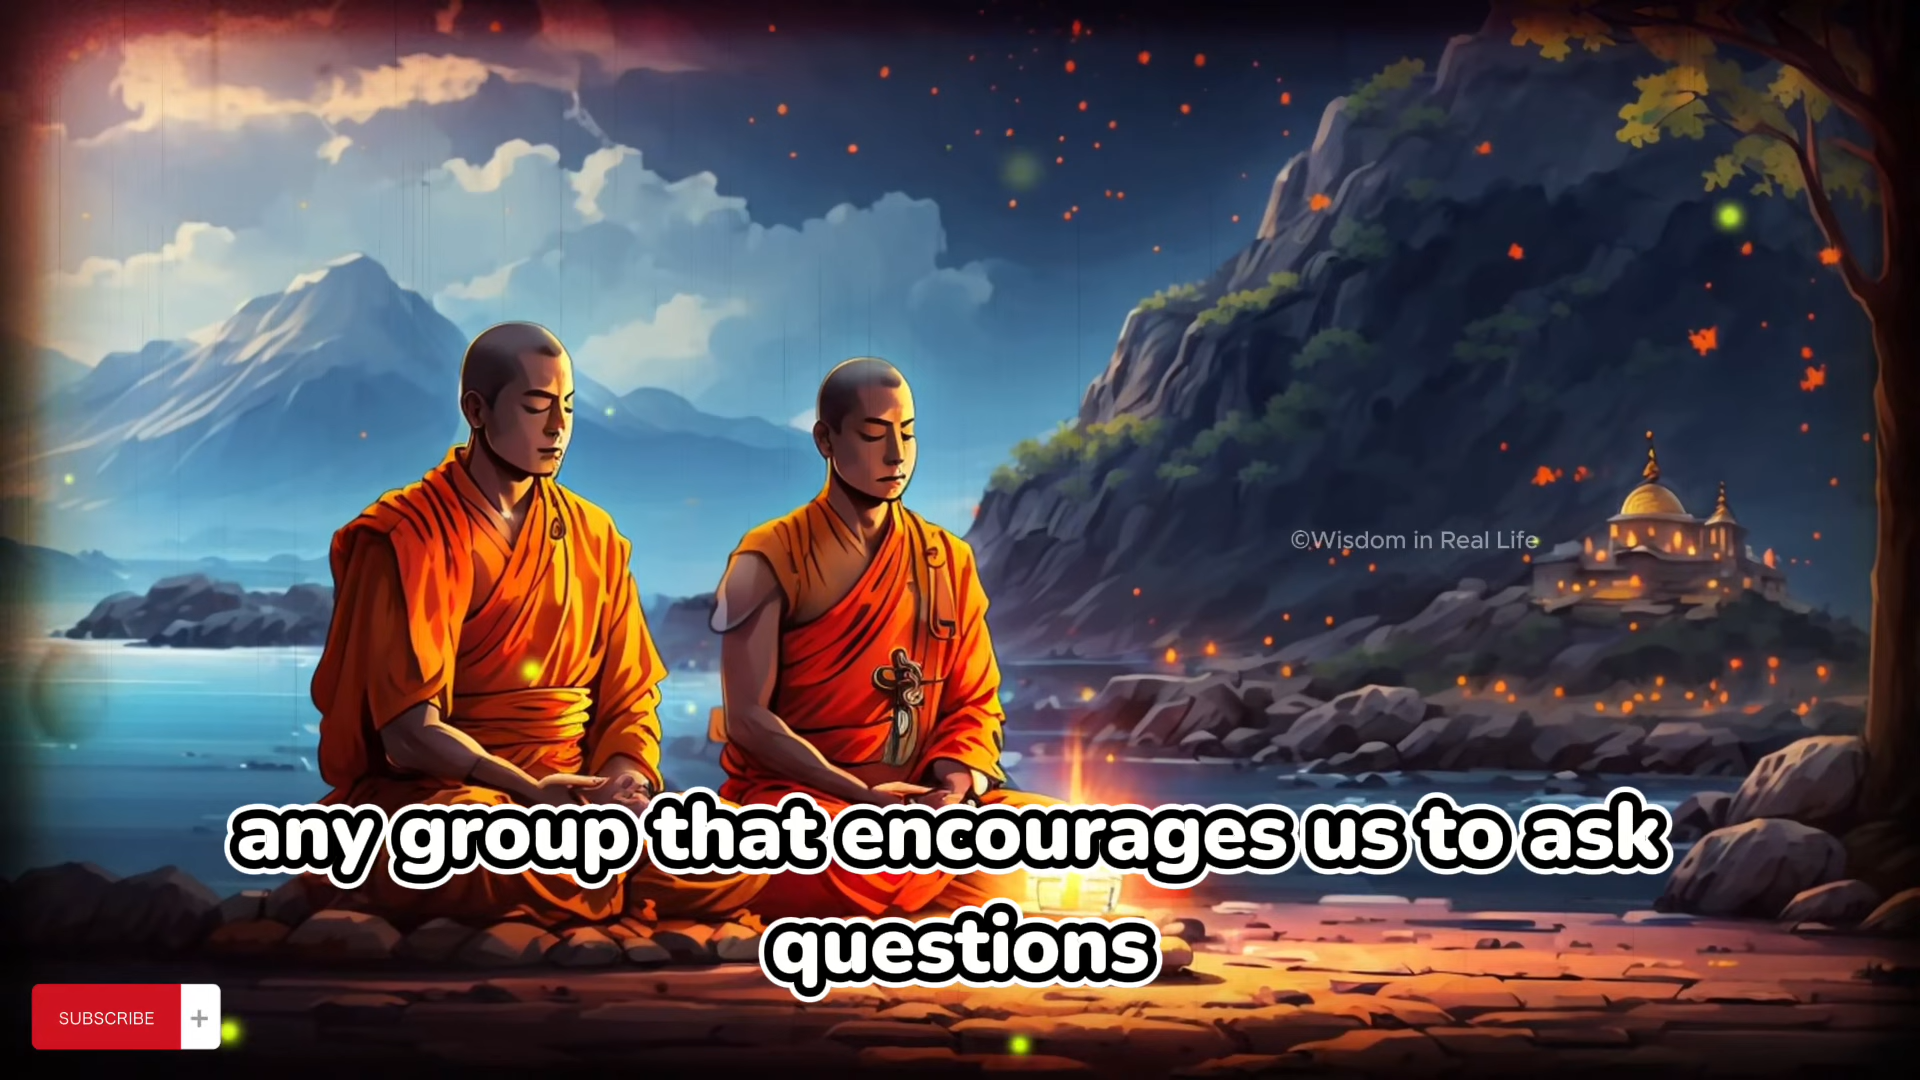 ©Wisdom in Real Life
any group that encourages us to ask
questions
SUBSCRIBE +